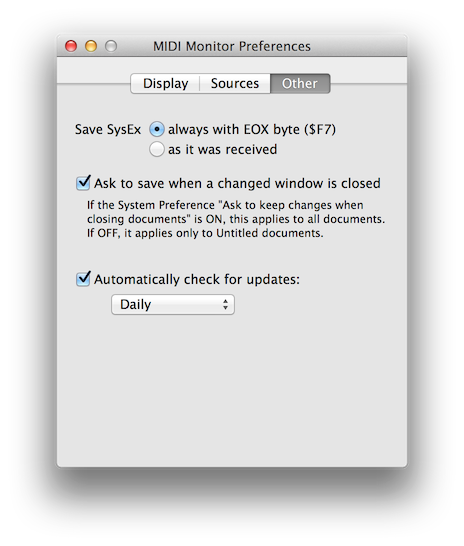 MIDI Monitor Preferences
Display Sources Other
Save SysEx always with EOX byte ($F7)
as it was received
Ask to save when a changed window is closed
If the System Preference "Ask to keep changes when
closing documents" is ON, this applies to all documents.
If OFF, it applies only to Untitled documents.
Automatically check for updates:
Daily